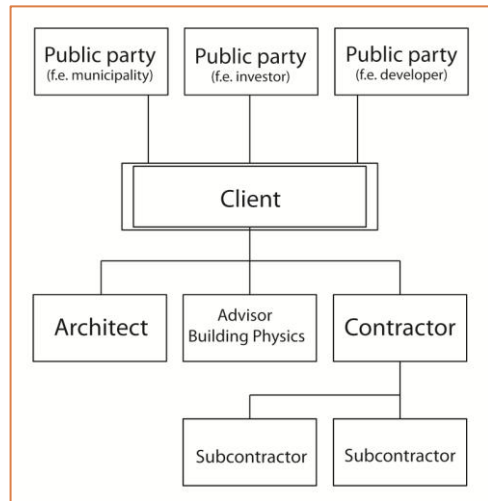 Public party
(f.e. municipality)
Public party
(f.e. investor)
Public party
(f.e. developer)
Client
Architect
Advisor
Building Physics
Contractor
Subcontractor
Subcontractor